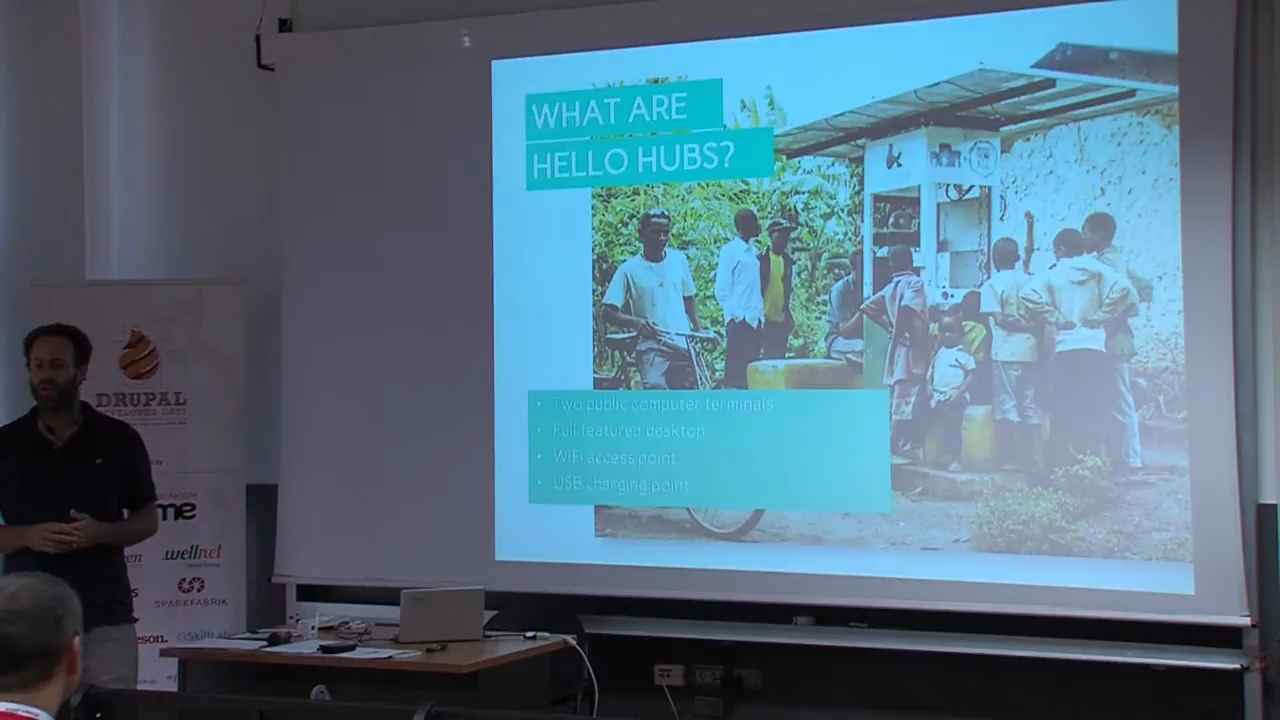 WHAT ARE
HELLO HUBS?
• Two public computer terminals
• Full featured desktop
• WiFi access point
• USB charging point
DRUPAL
DEVELOPER DAYS
me
.wellnet
SPARKFABRIK